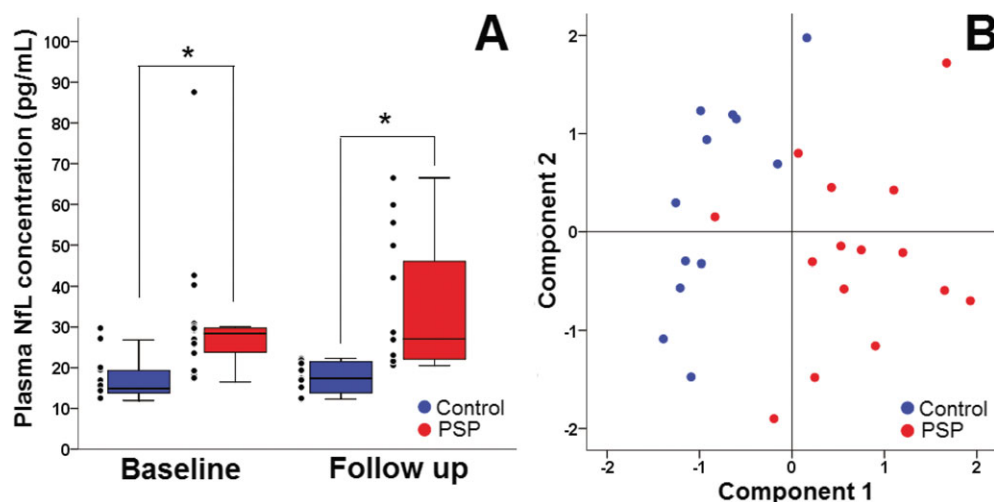 A
Plasma NfL concentration (pg/mL)
100
90
80
70
60
50
40
30
20
10
0
*
*
Control
PSP
Baseline
Follow up
B
Component 2
2
1
0
-1
-2
Control
PSP
-2
-1
0
1
2
Component 1